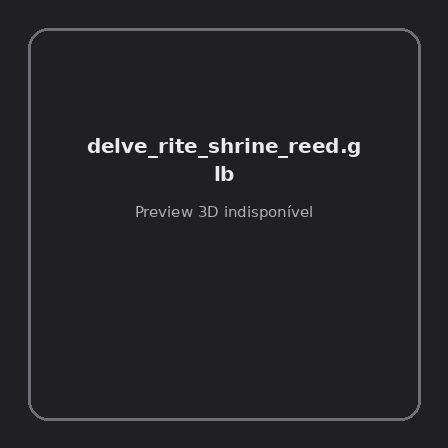 delve_rite_shrine_reed.g
lb
Preview 3D indisponível